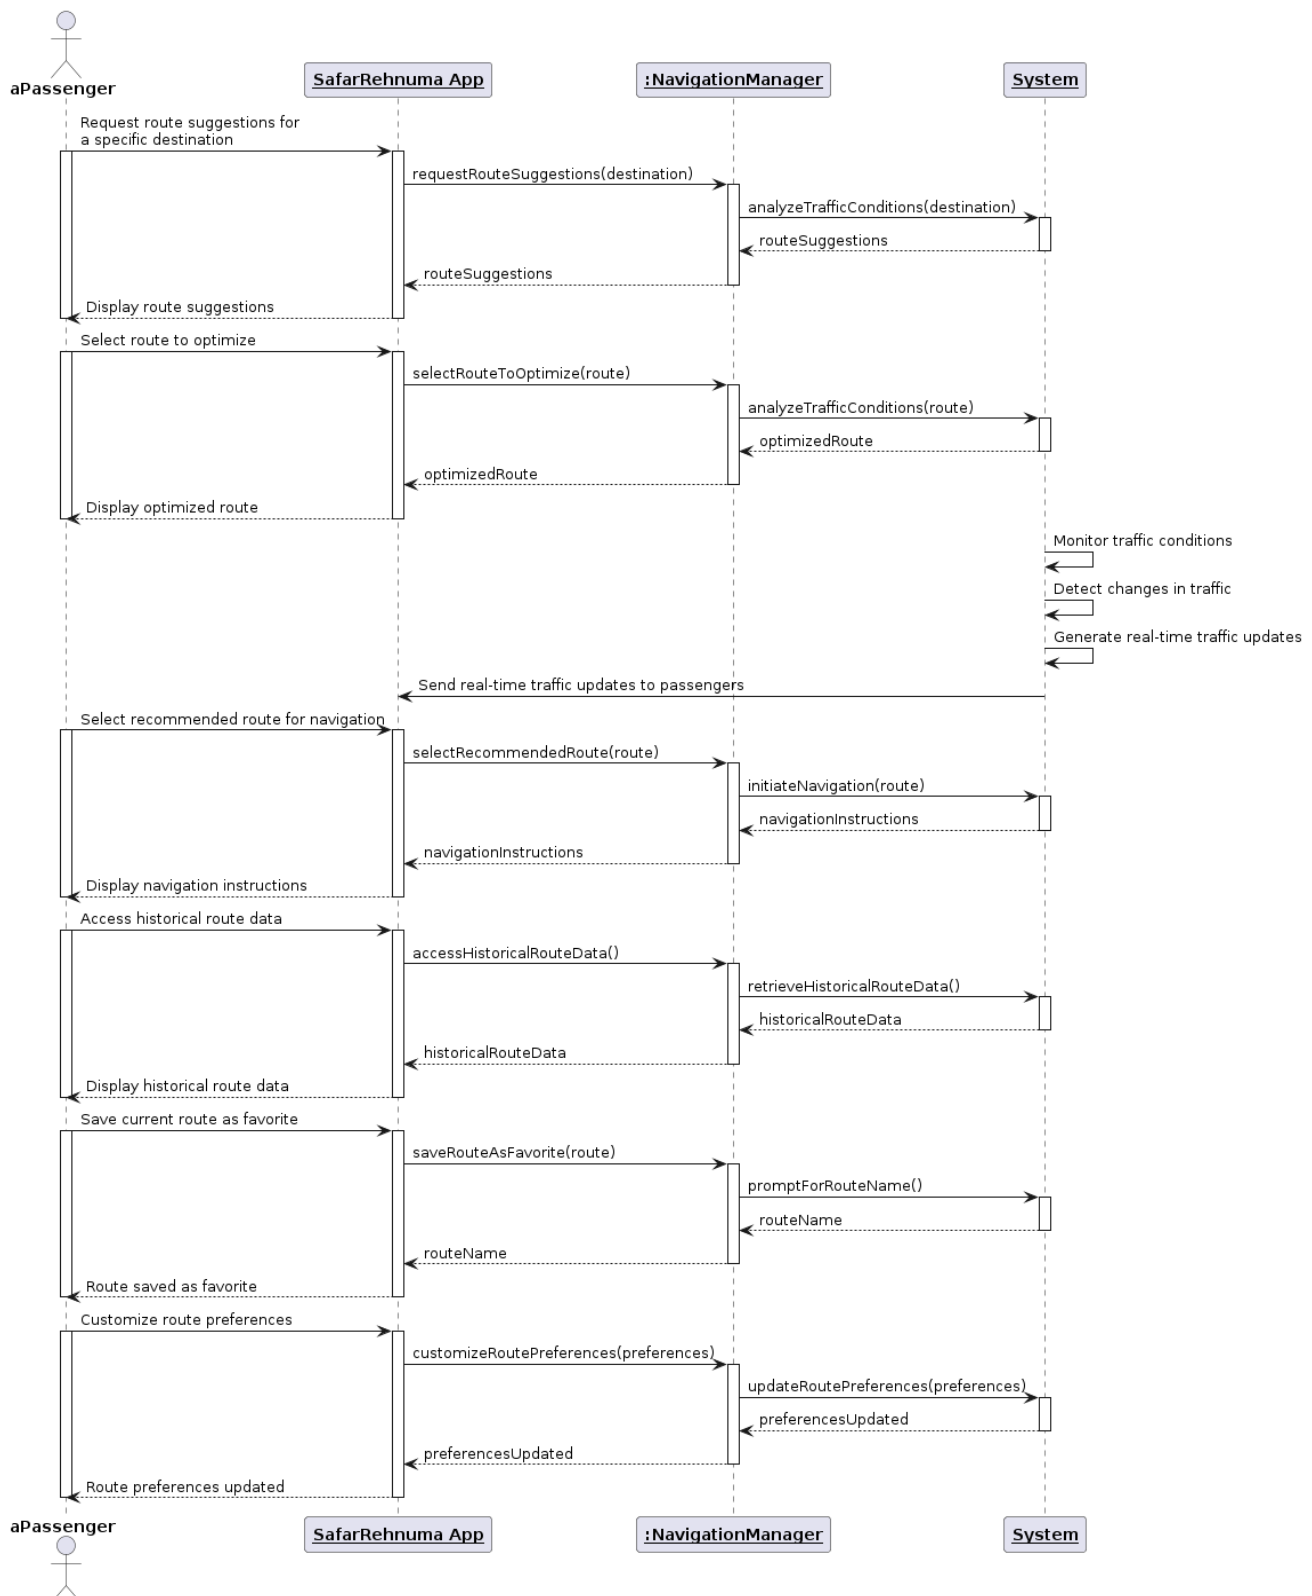 aPassenger
SafarRehnuma App
:NavigationManager
System
Request route suggestions for
a specific destination
requestRouteSuggestions(destination)
analyzeTrafficConditions(destination)
routeSuggestions
routeSuggestions
Display route suggestions
Select route to optimize
selectRouteToOptimize(route)
analyzeTrafficConditions(route)
optimizedRoute
optimizedRoute
Display optimized route
Monitor traffic conditions
Detect changes in traffic
Generate real-time traffic updates
Send real-time traffic updates to passengers
Select recommended route for navigation
selectRecommendedRoute(route)
initiateNavigation(route)
navigationInstructions
navigationInstructions
Display navigation instructions
Access historical route data
accessHistoricalRouteData()
retrieveHistoricalRouteData()
historicalRouteData
historicalRouteData
Display historical route data
Save current route as favorite
saveRouteAsFavorite(route)
promptForRouteName()
routeName
routeName
Route saved as favorite
Customize route preferences
customizeRoutePreferences(preferences)
updateRoutePreferences(preferences)
preferencesUpdated
preferencesUpdated
Route preferences updated
aPassenger
SafarRehnuma App
:NavigationManager
System